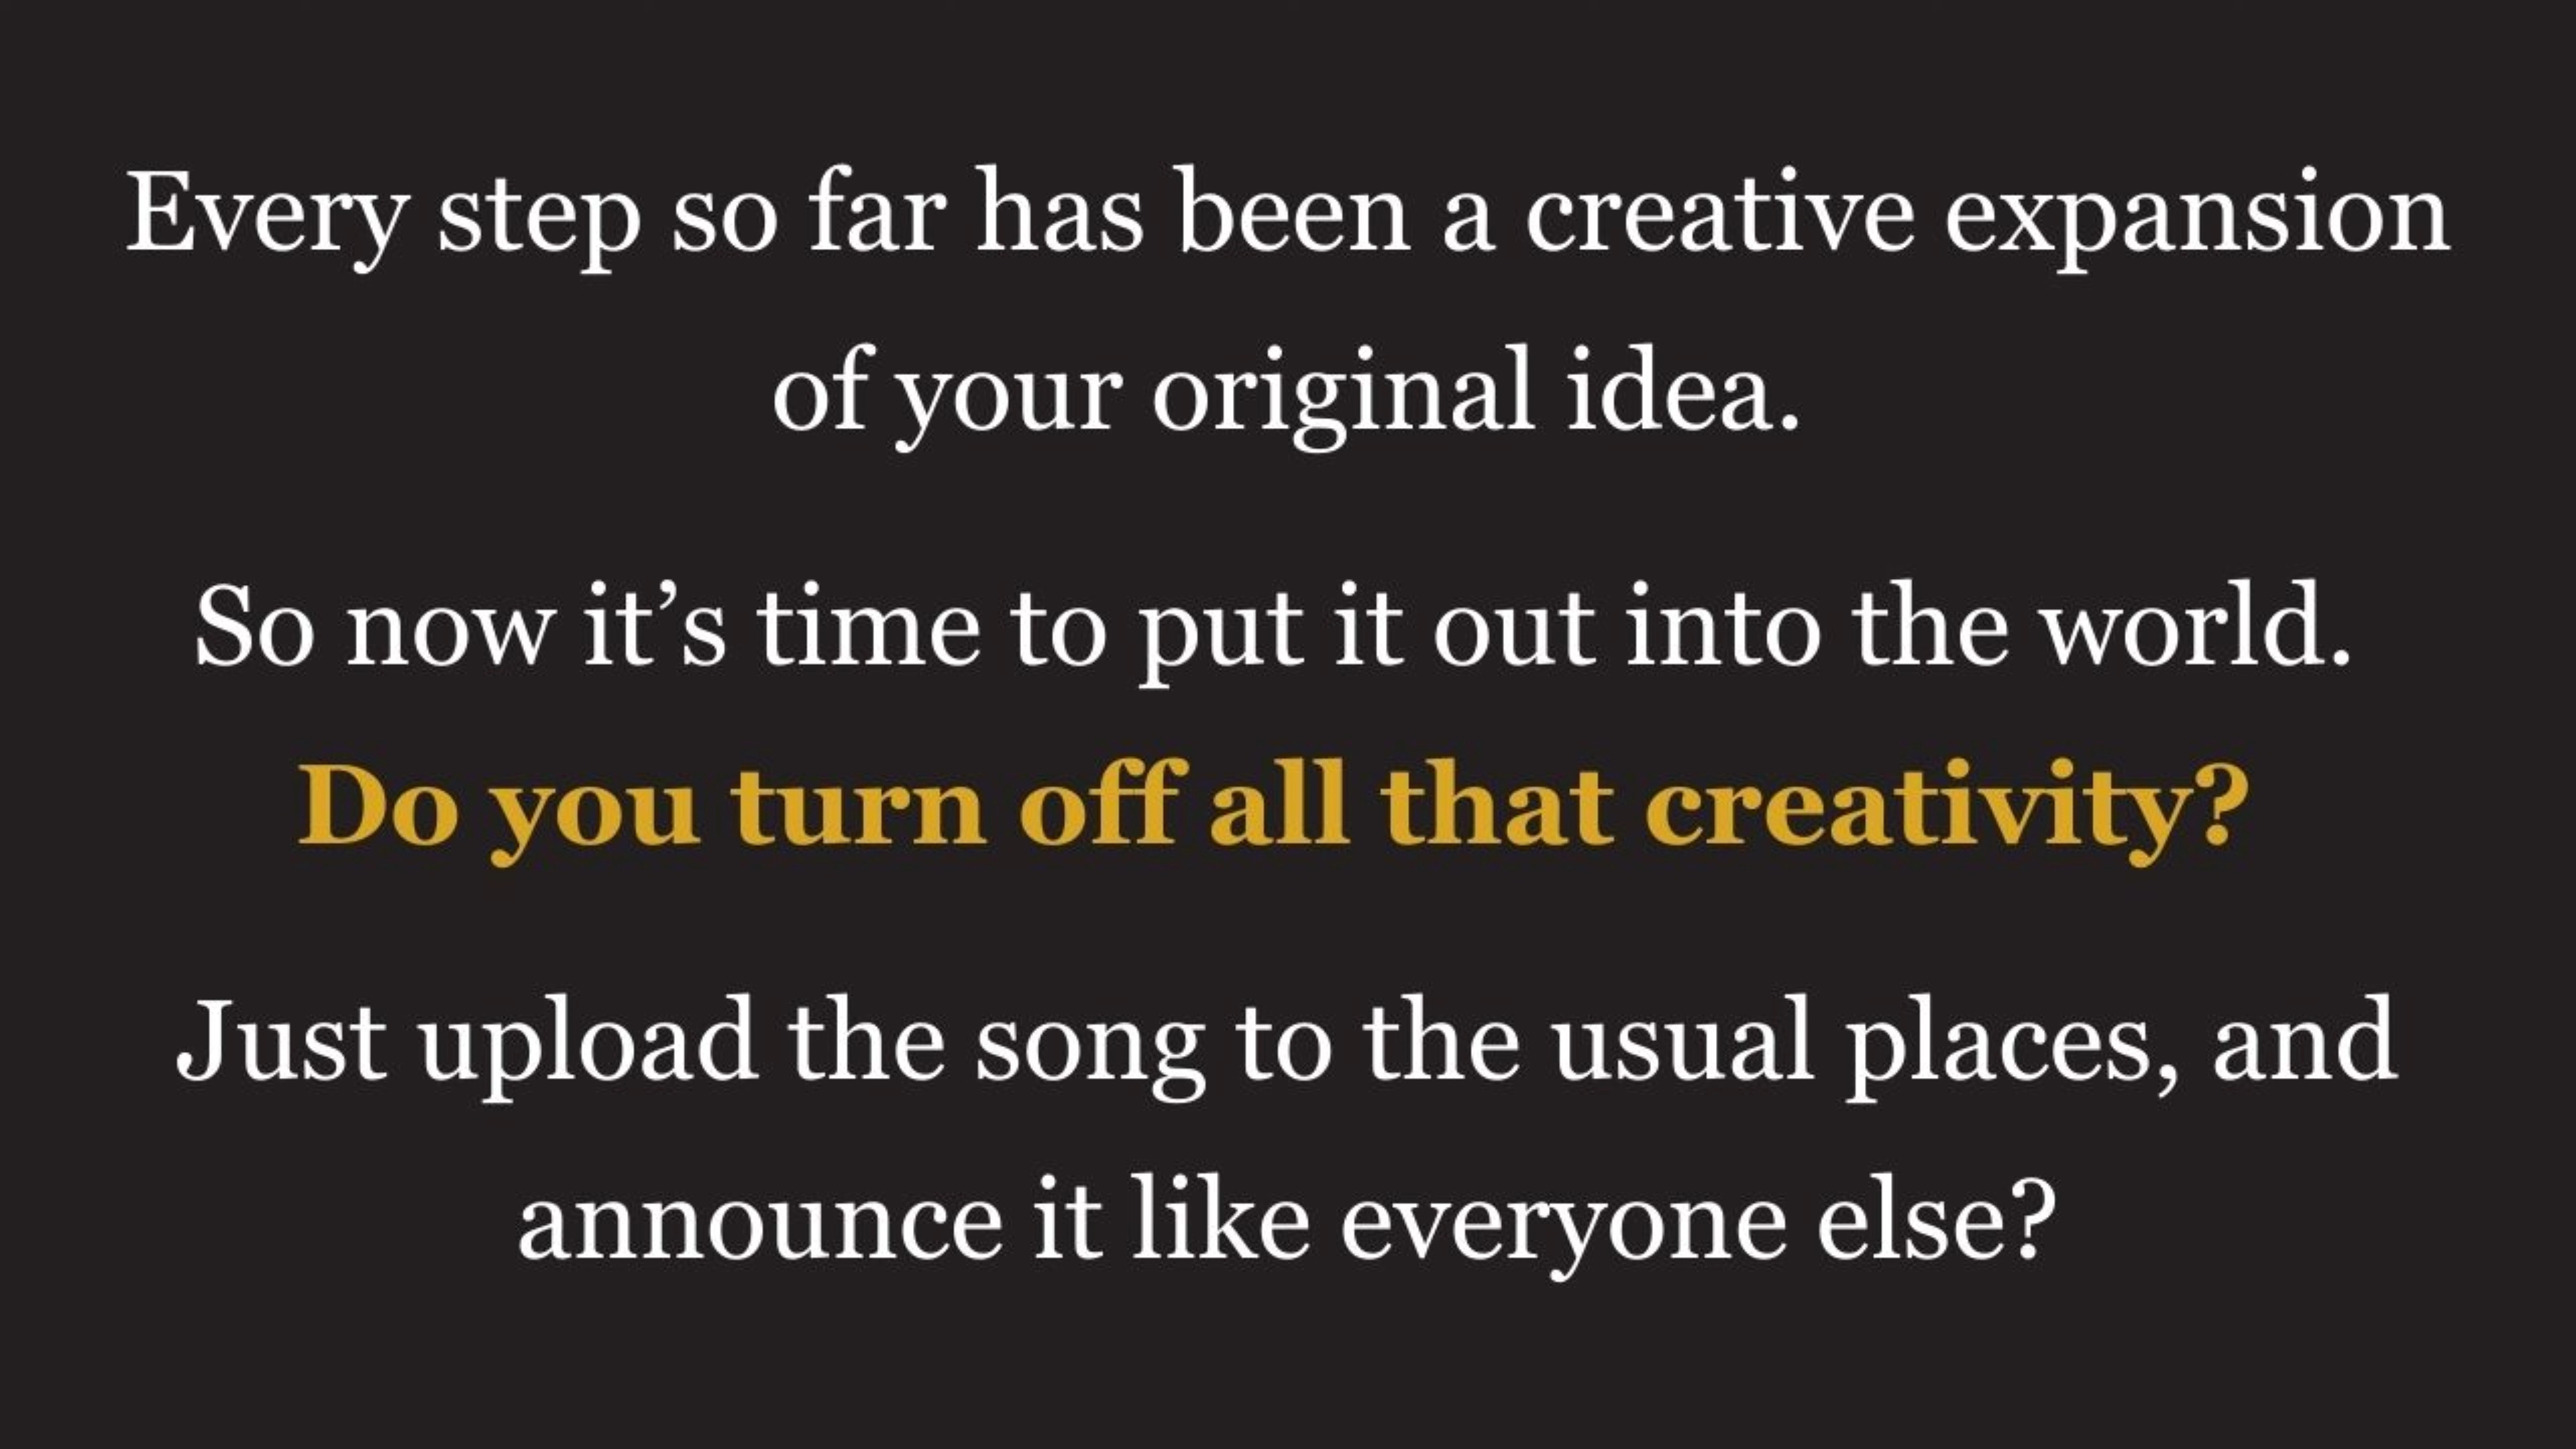 Every step so far has been a creative expansion
of your original idea.
So now it’s time to put it out into the world.
Do you turn off all that creativity?
Just upload the song to the usual places, and
announce it like everyone else?